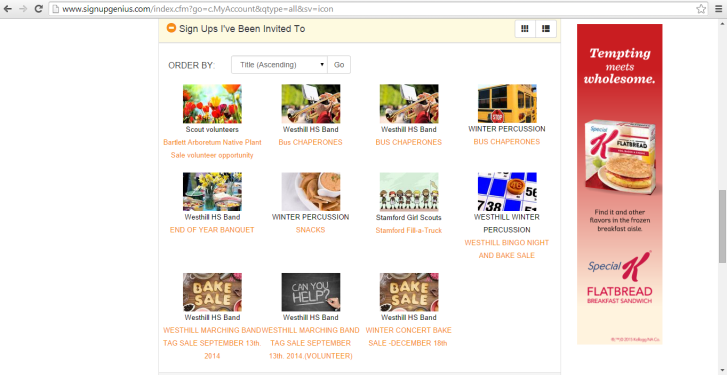 www.signupgenius.com/index.cfm?go=c.MyAccount&qtype=all&sv=icon
Sign Ups I've Been Invited To
ORDER BY: Title (Ascending) Go
Scout volunteers
Bartlett Arboretum Native Plant
Sale volunteer opportunity
Westhill HS Band
Bus CHAPERONES
Westhill HS Band
BUS CHAPERONES
STOP
WINTER PERCUSSION
BUS CHAPERONES
Westhill HS Band
END OF YEAR BANQUET
WINTER PERCUSSION
SNACKS
Stamford Girl Scouts
Stamford Fill-a-Truck
WESTHILL WINTER
PERCUSSION
WESTHILL BINGO NIGHT
AND BAKE SALE
BAKE
SALE
Westhill HS Band
WESTHILL MARCHING BAND
TAG SALE SEPTEMBER 13th.
2014
CAN YOU
HELP?
Westhill HS Band
WESTHILL MARCHING BAND
TAG SALE SEPTEMBER
13th. 2014 (VOLUNTEER)
BAKE
SALE
Westhill HS Band
WINTER CONCERT BAKE
SALE -DECEMBER 18th
Tempting
meets
wholesome.
Special K
FLATBREAD
Find it and other
flavors in the frozen
breakfast aisle.
Special K
FLATBREAD
BREAKFAST SANDWICH